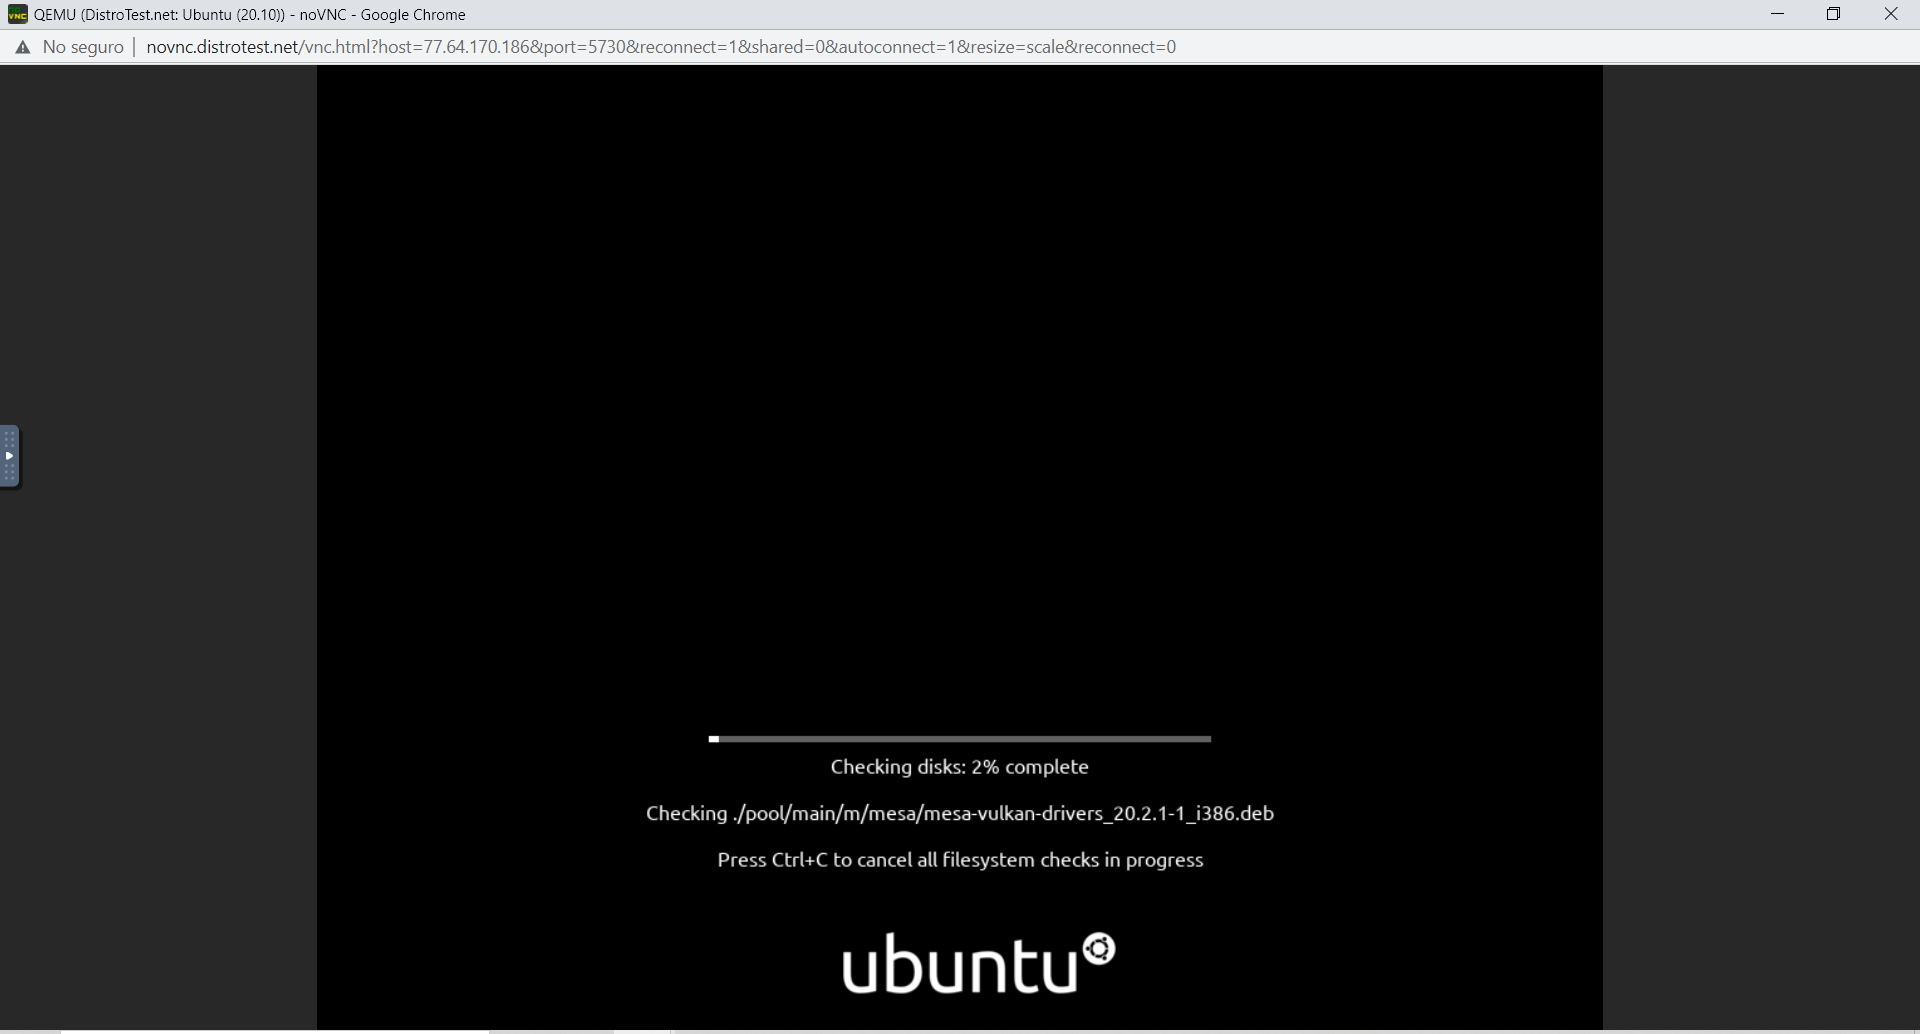 QEMU (DistroTest.net: Ubuntu (20.10)) - noVNC - Google Chrome
No seguro | novnc.distrotest.net/vnc.html?host=77.64.170.186&port=5730&reconnect=1&shared=0&autoconnect=1&resize=scale&reconnect=0
Checking disks: 2% complete
Checking ./pool/main/m/mesa/mesa-vulkan-drivers_20.2.1-1_i386.deb
Press Ctrl+C to cancel all filesystem checks in progress
ubuntu